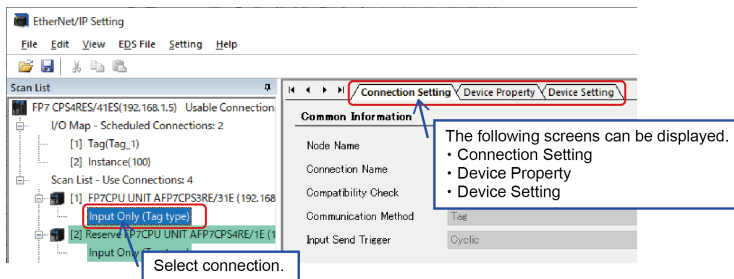 EtherNet/IP Setting
File Edit View EDS File Setting Help
Scan List
FP7 CPS4RES/41ES(192.168.1.5) Usable Connection
I/O Map - Scheduled Connections: 2
[1] Tag(Tag_1)
[2] Instance(100)
Scan List - Use Connections: 4
[1] FP7CPU UNIT AFP7CPS3RE/31E (192.168
Input Only (Tag type)
[2] Reserve FP7CPU UNIT AFP7CPS4RE/1E (1
Input Only
Select connection.
Connection Setting Device Property Device Setting
Common Information
Node Name
Connection Name
Compatibility Check
Communication Method Tag
Input Send Trigger Cyclic
The following screens can be displayed.
・Connection Setting
・Device Property
・Device Setting